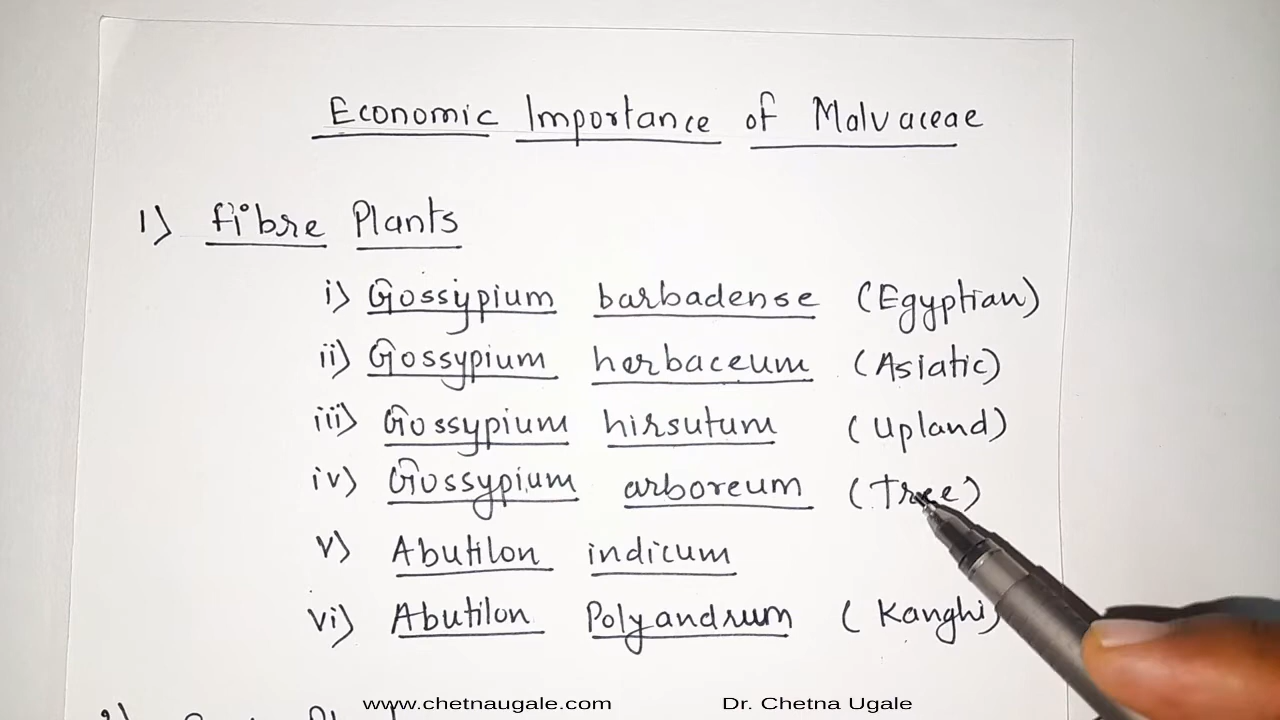 Economic Importance of Malvaceae
1) fibre Plants
i) Gossypium barbadense (Egyptian)
ii) Gossypium herbaceum (Asiatic)
iii) Gossypium hirsutum (Upland)
iv) Gossypium arboreum (Tree)
v) Abutilon indicum
vi) Abutilon Polyandrum (Kanghi)
www.chetnaugale.com Dr. Chetna Ugale